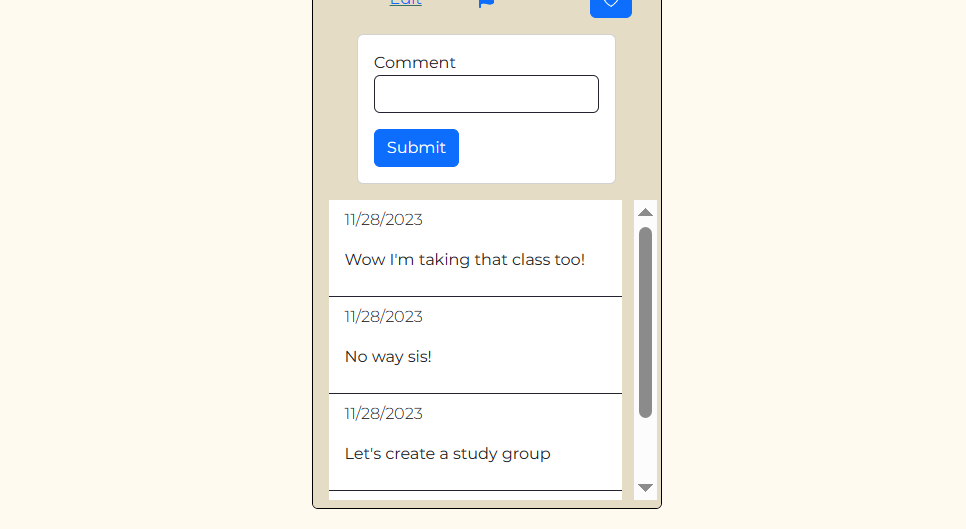 Edit
Comment
Submit
11/28/2023
Wow I'm taking that class too!
11/28/2023
No way sis!
11/28/2023
Let's create a study group